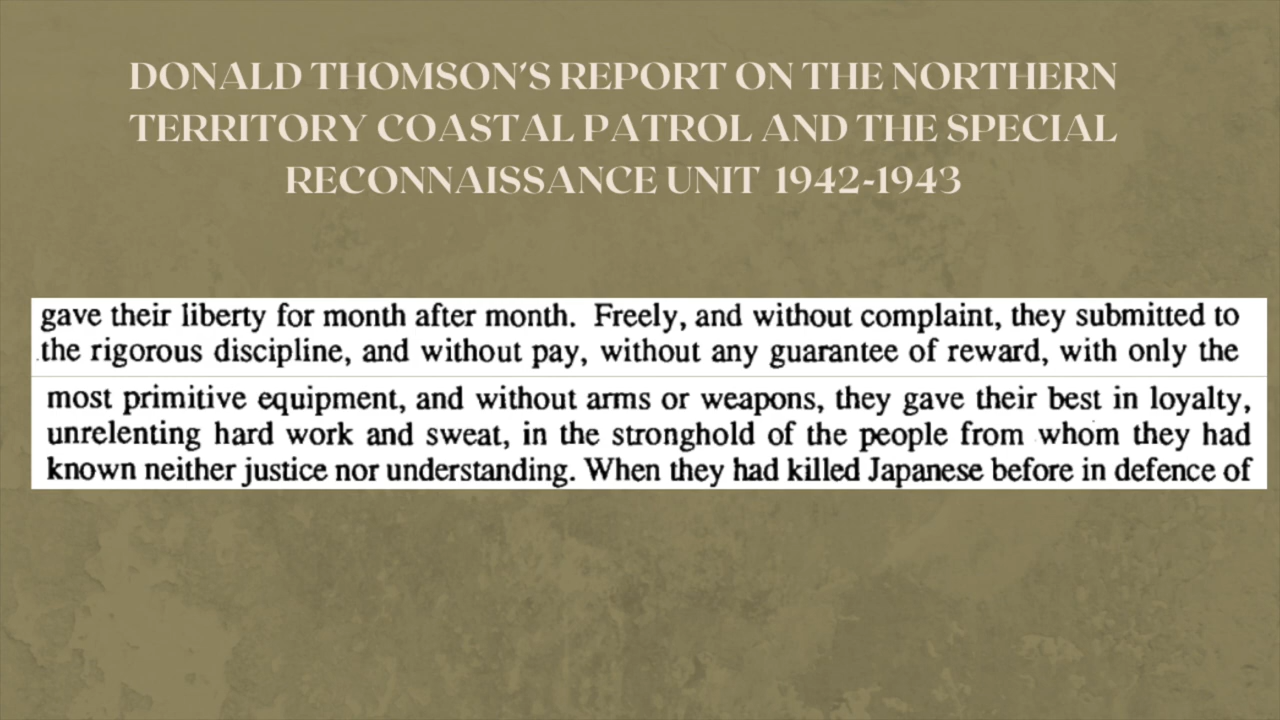 DONALD THOMSON'S REPORT ON THE NORTHERN
TERRITORY COASTAL PATROL AND THE SPECIAL
RECONNAISSANCE UNIT 1942-1943
gave their liberty for month after month. Freely, and without complaint, they submitted to
the rigorous discipline, and without pay, without any guarantee of reward, with only the
most primitive equipment, and without arms or weapons, they gave their best in loyalty,
unrelenting hard work and sweat, in the stronghold of the people from whom they had
known neither justice nor understanding. When they had killed Japanese before in defence of